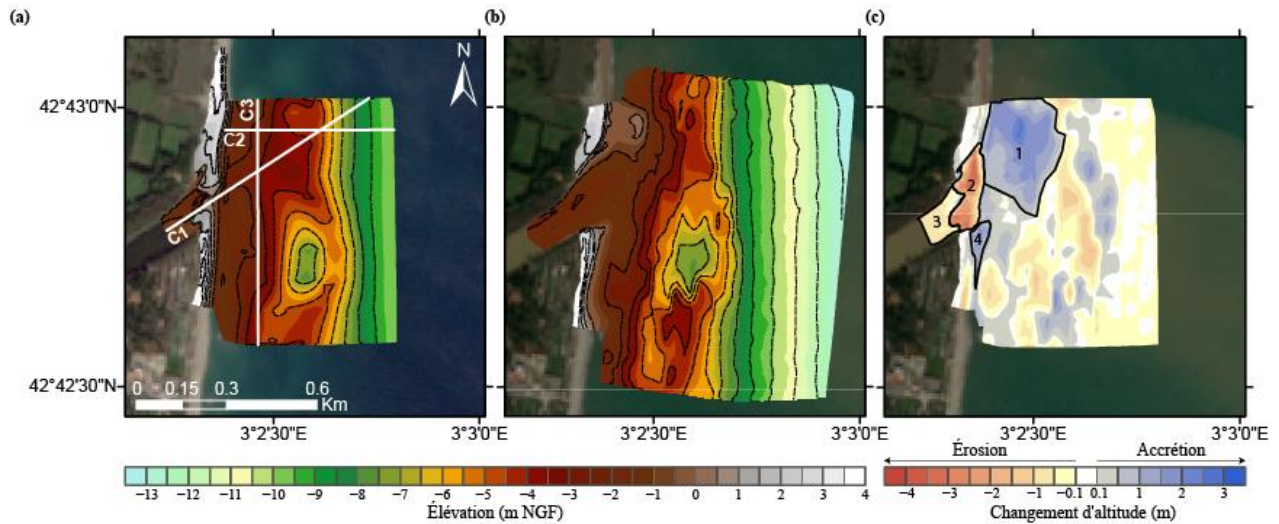 (a)
(b)
(c)
N
42°43'0"N
C3
C2
1
2
3
4
C1
42°42'30"N
0 0.15 0.3 0.6
Km
3°2'30"E 3°3'0"E 3°2'30"E 3°3'0"E 3°2'30"E 3°3'0"E
Érosion Accrétion
−13 −12 −11 −10 −9 −8 −7 −6 −5 −4 −3 −2 −1 0 1 2 3 4
−4 −3 −2 −1 −0.1 0.1 1 2 3
Élévation (m NGF)
Changement d'altitude (m)